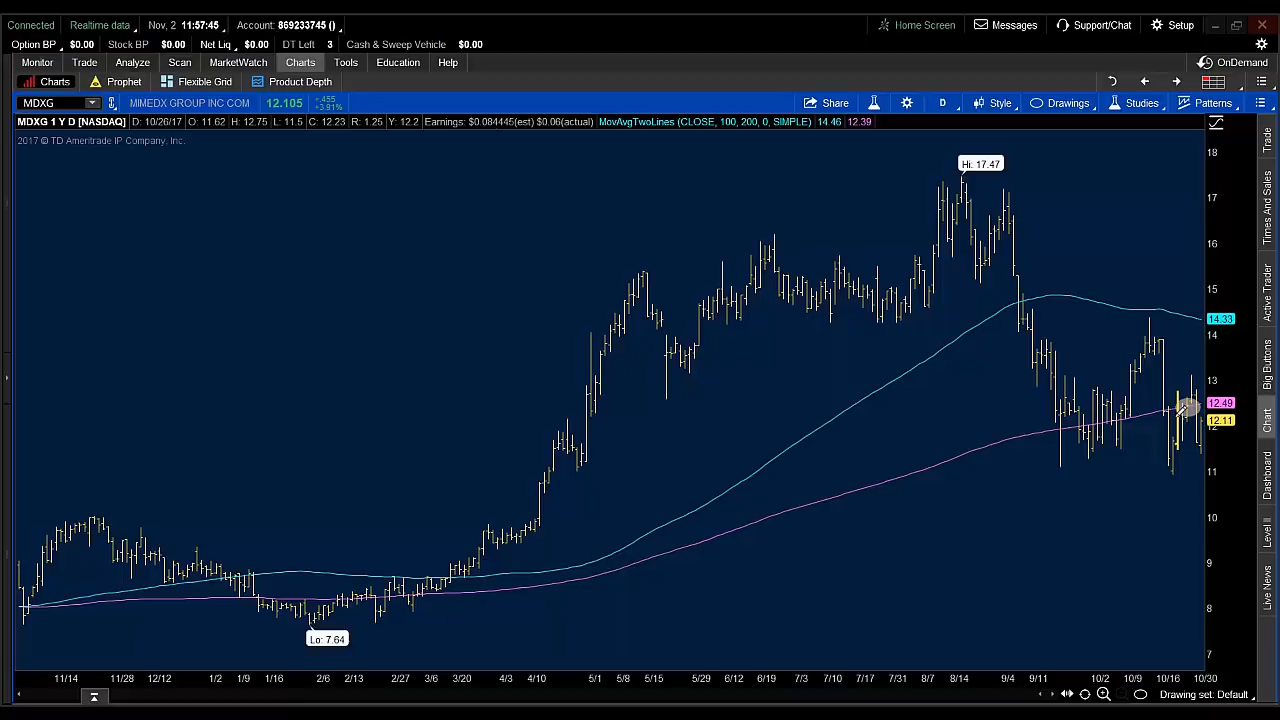 Connected Realtime data Nov, 2 11:57:45 Account: 869233745 () Home Screen Messages Support/Chat Setup
Option BP $0.00 Stock BP $0.00 Net Liq $0.00 DT Left 3 Cash & Sweep Vehicle $0.00
Monitor Trade Analyze Scan MarketWatch Charts Tools Education Help OnDemand
Charts Prophet Flexible Grid Product Depth
MDXG MIMEDX GROUP INC COM 12.105 +.455 +3.91% Share D Style Drawings Studies Patterns
MDXG 1 Y D [NASDAQ] D: 10/26/17 O: 11.62 H: 12.75 L: 11.5 C: 12.23 R: 1.25 Y: 12.2 Earnings: $0.084445(est) $0.06(actual) MovAvgTwoLines (CLOSE, 100, 200, 0, SIMPLE) 14.46 12.39
2017 © TD Ameritrade IP Company, Inc.
Hi: 17.47
Lo: 7.64
18
17
16
15
14.33
14
13
12.49
12
12.11
11
10
9
8
7
11/14 11/28 12/12 1/2 1/9 1/16 2/6 2/13 2/27 3/6 3/20 4/10 5/1 5/8 5/15 5/29 6/12 6/19 7/3 7/10 7/17 7/31 8/7 8/14 9/4 9/11 10/2 10/9 10/16 10/30
Drawing set: Default
Trade
Times And Sales
Active Trader
Big Buttons
Chart
Dashboard
Level II
Live News